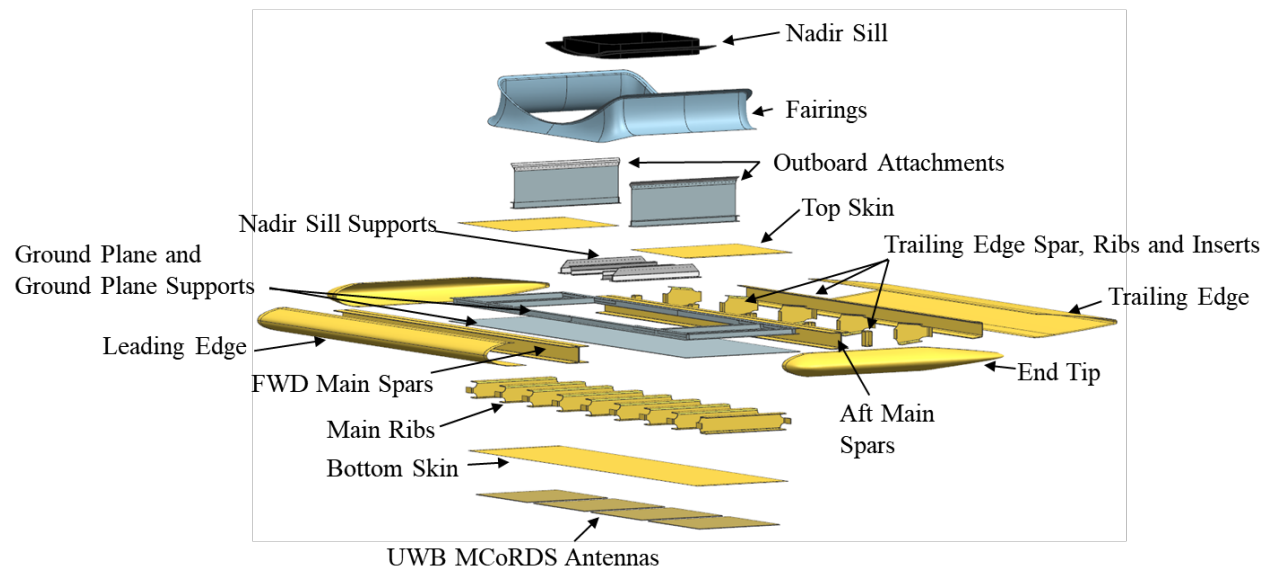 Nadir Sill
Fairings
Outboard Attachments
Top Skin
Nadir Sill Supports
Trailing Edge Spar, Ribs and Inserts
Ground Plane and
Ground Plane Supports
Trailing Edge
Leading Edge
FWD Main Spars
End Tip
Aft Main
Spars
Main Ribs
Bottom Skin
UWB MCoRDS Antennas